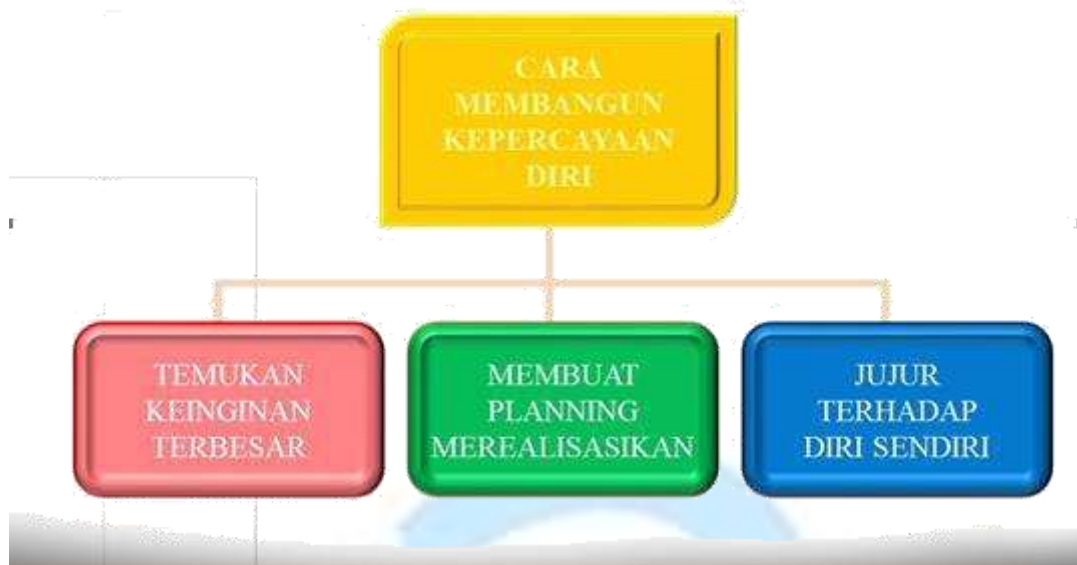 CARA
MEMBANGUN
KEPERCAYAAN
DIRI
TEMUKAN
KEINGINAN
TERBESAR
MEMBUAT
PLANNING
MEREALISASIKAN
JUJUR
TERHADAP
DIRI SENDIRI